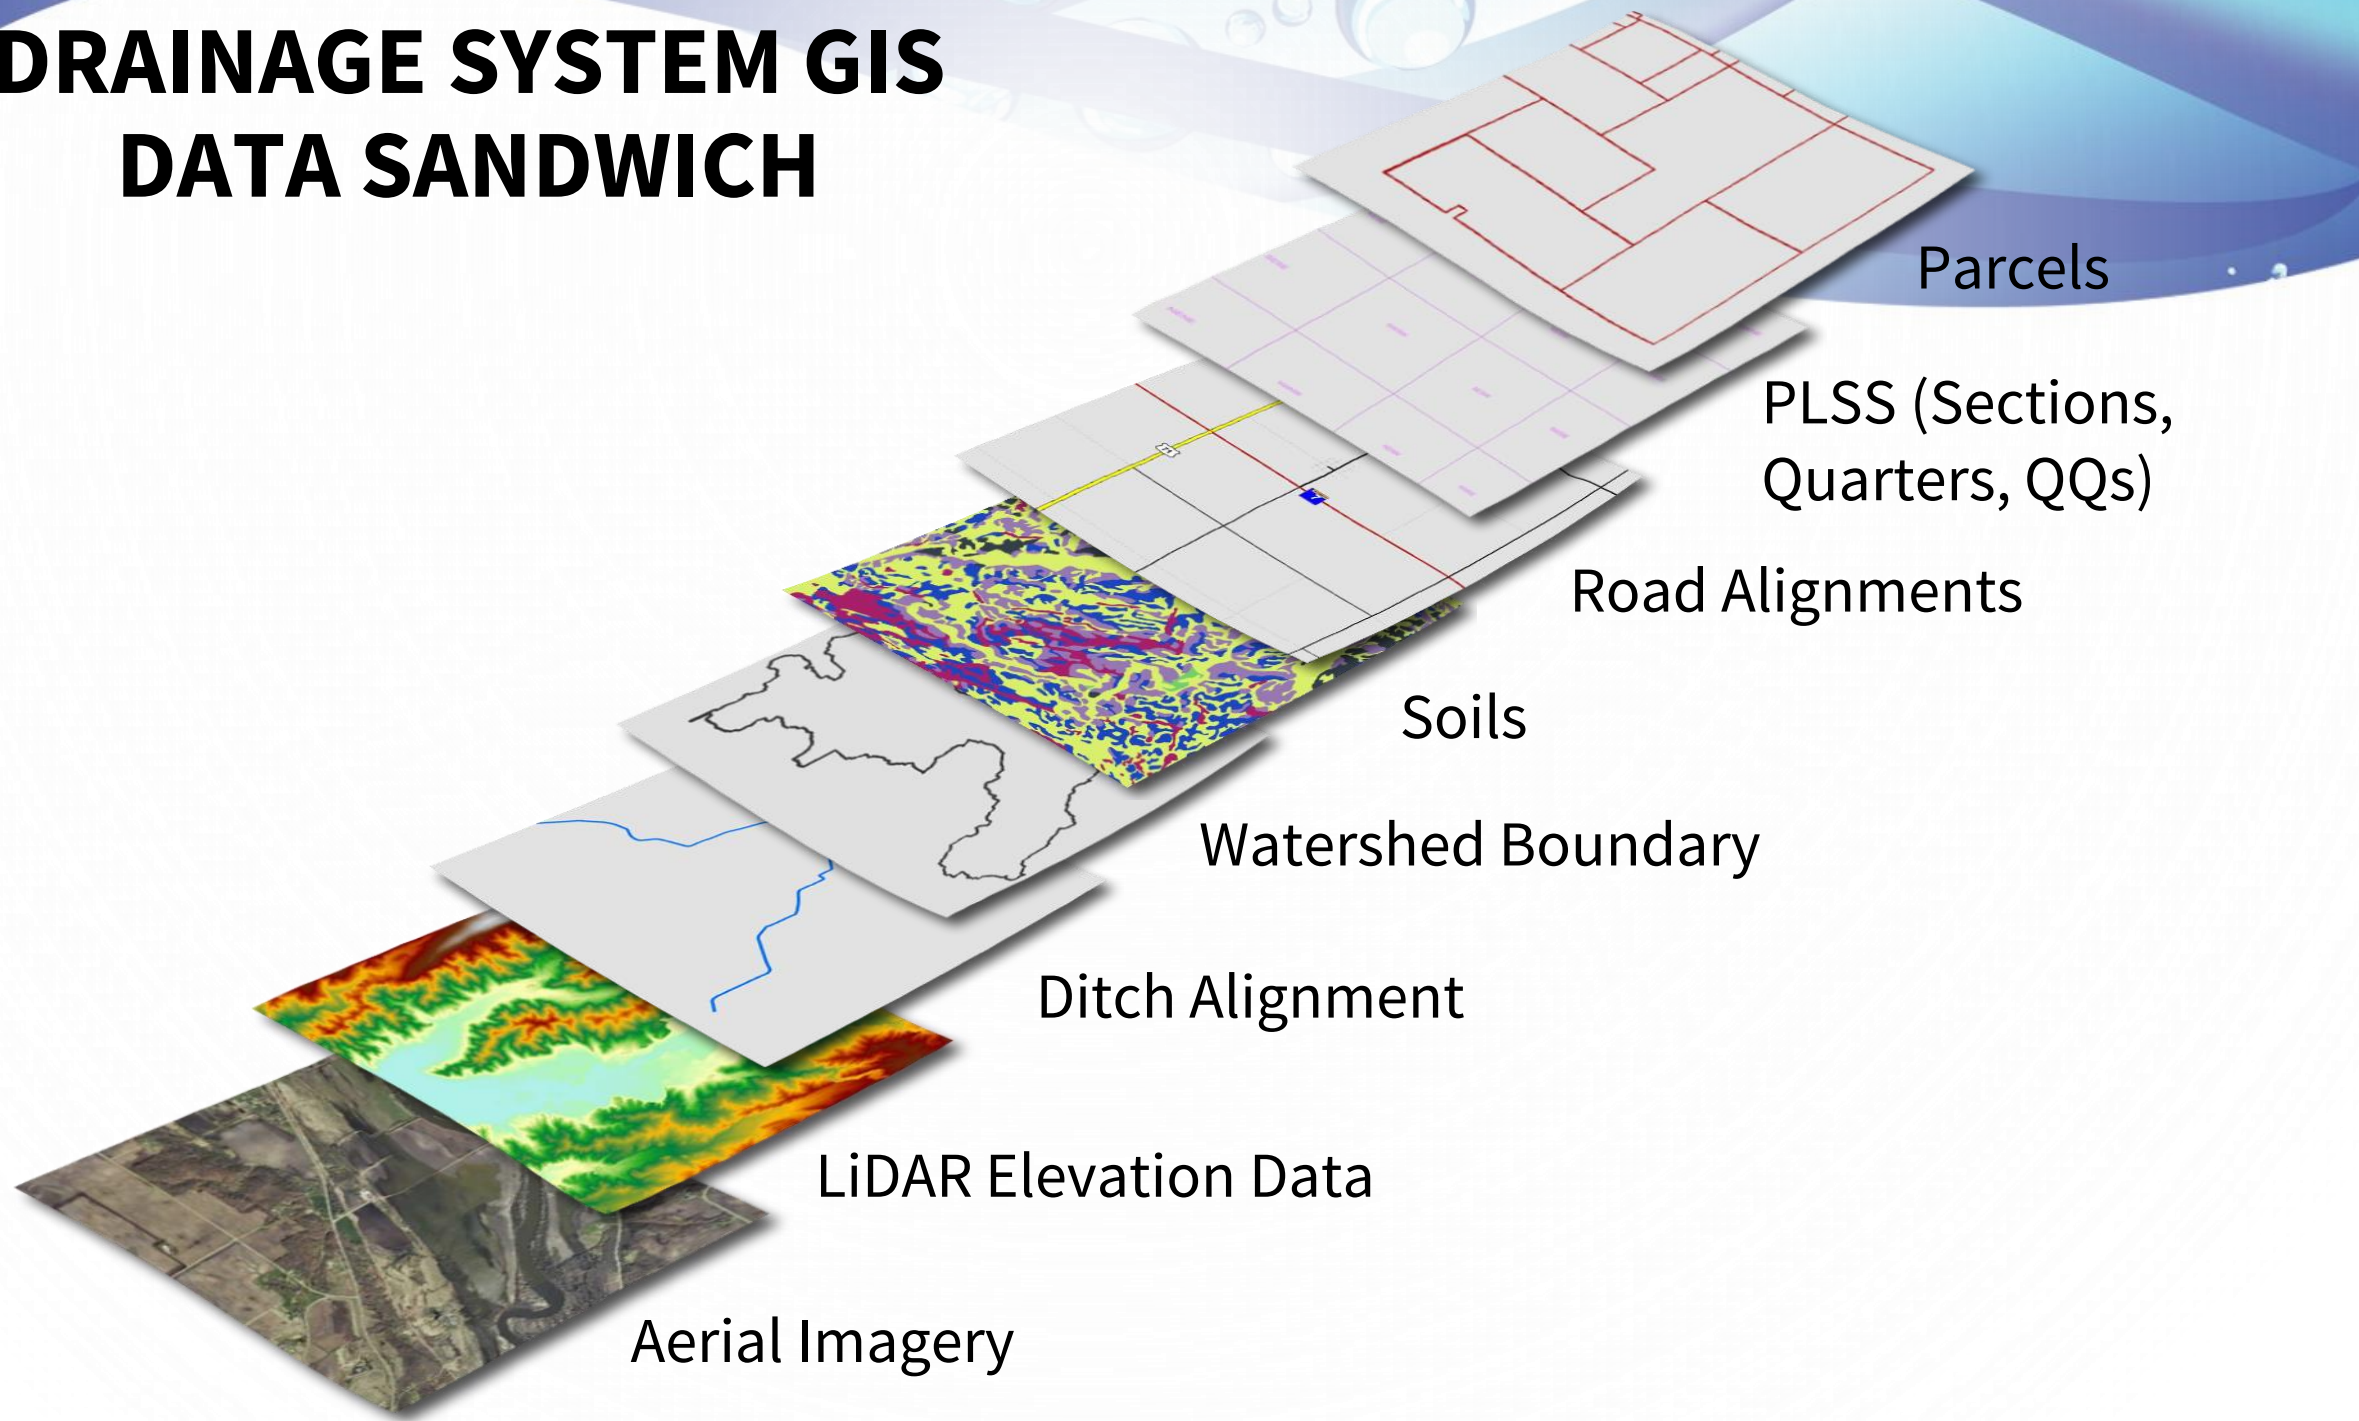 DRAINAGE SYSTEM GIS
DATA SANDWICH
Parcels
PLSS (Sections,
Quarters, QQs)
Road Alignments
Soils
Watershed Boundary
Ditch Alignment
LiDAR Elevation Data
Aerial Imagery